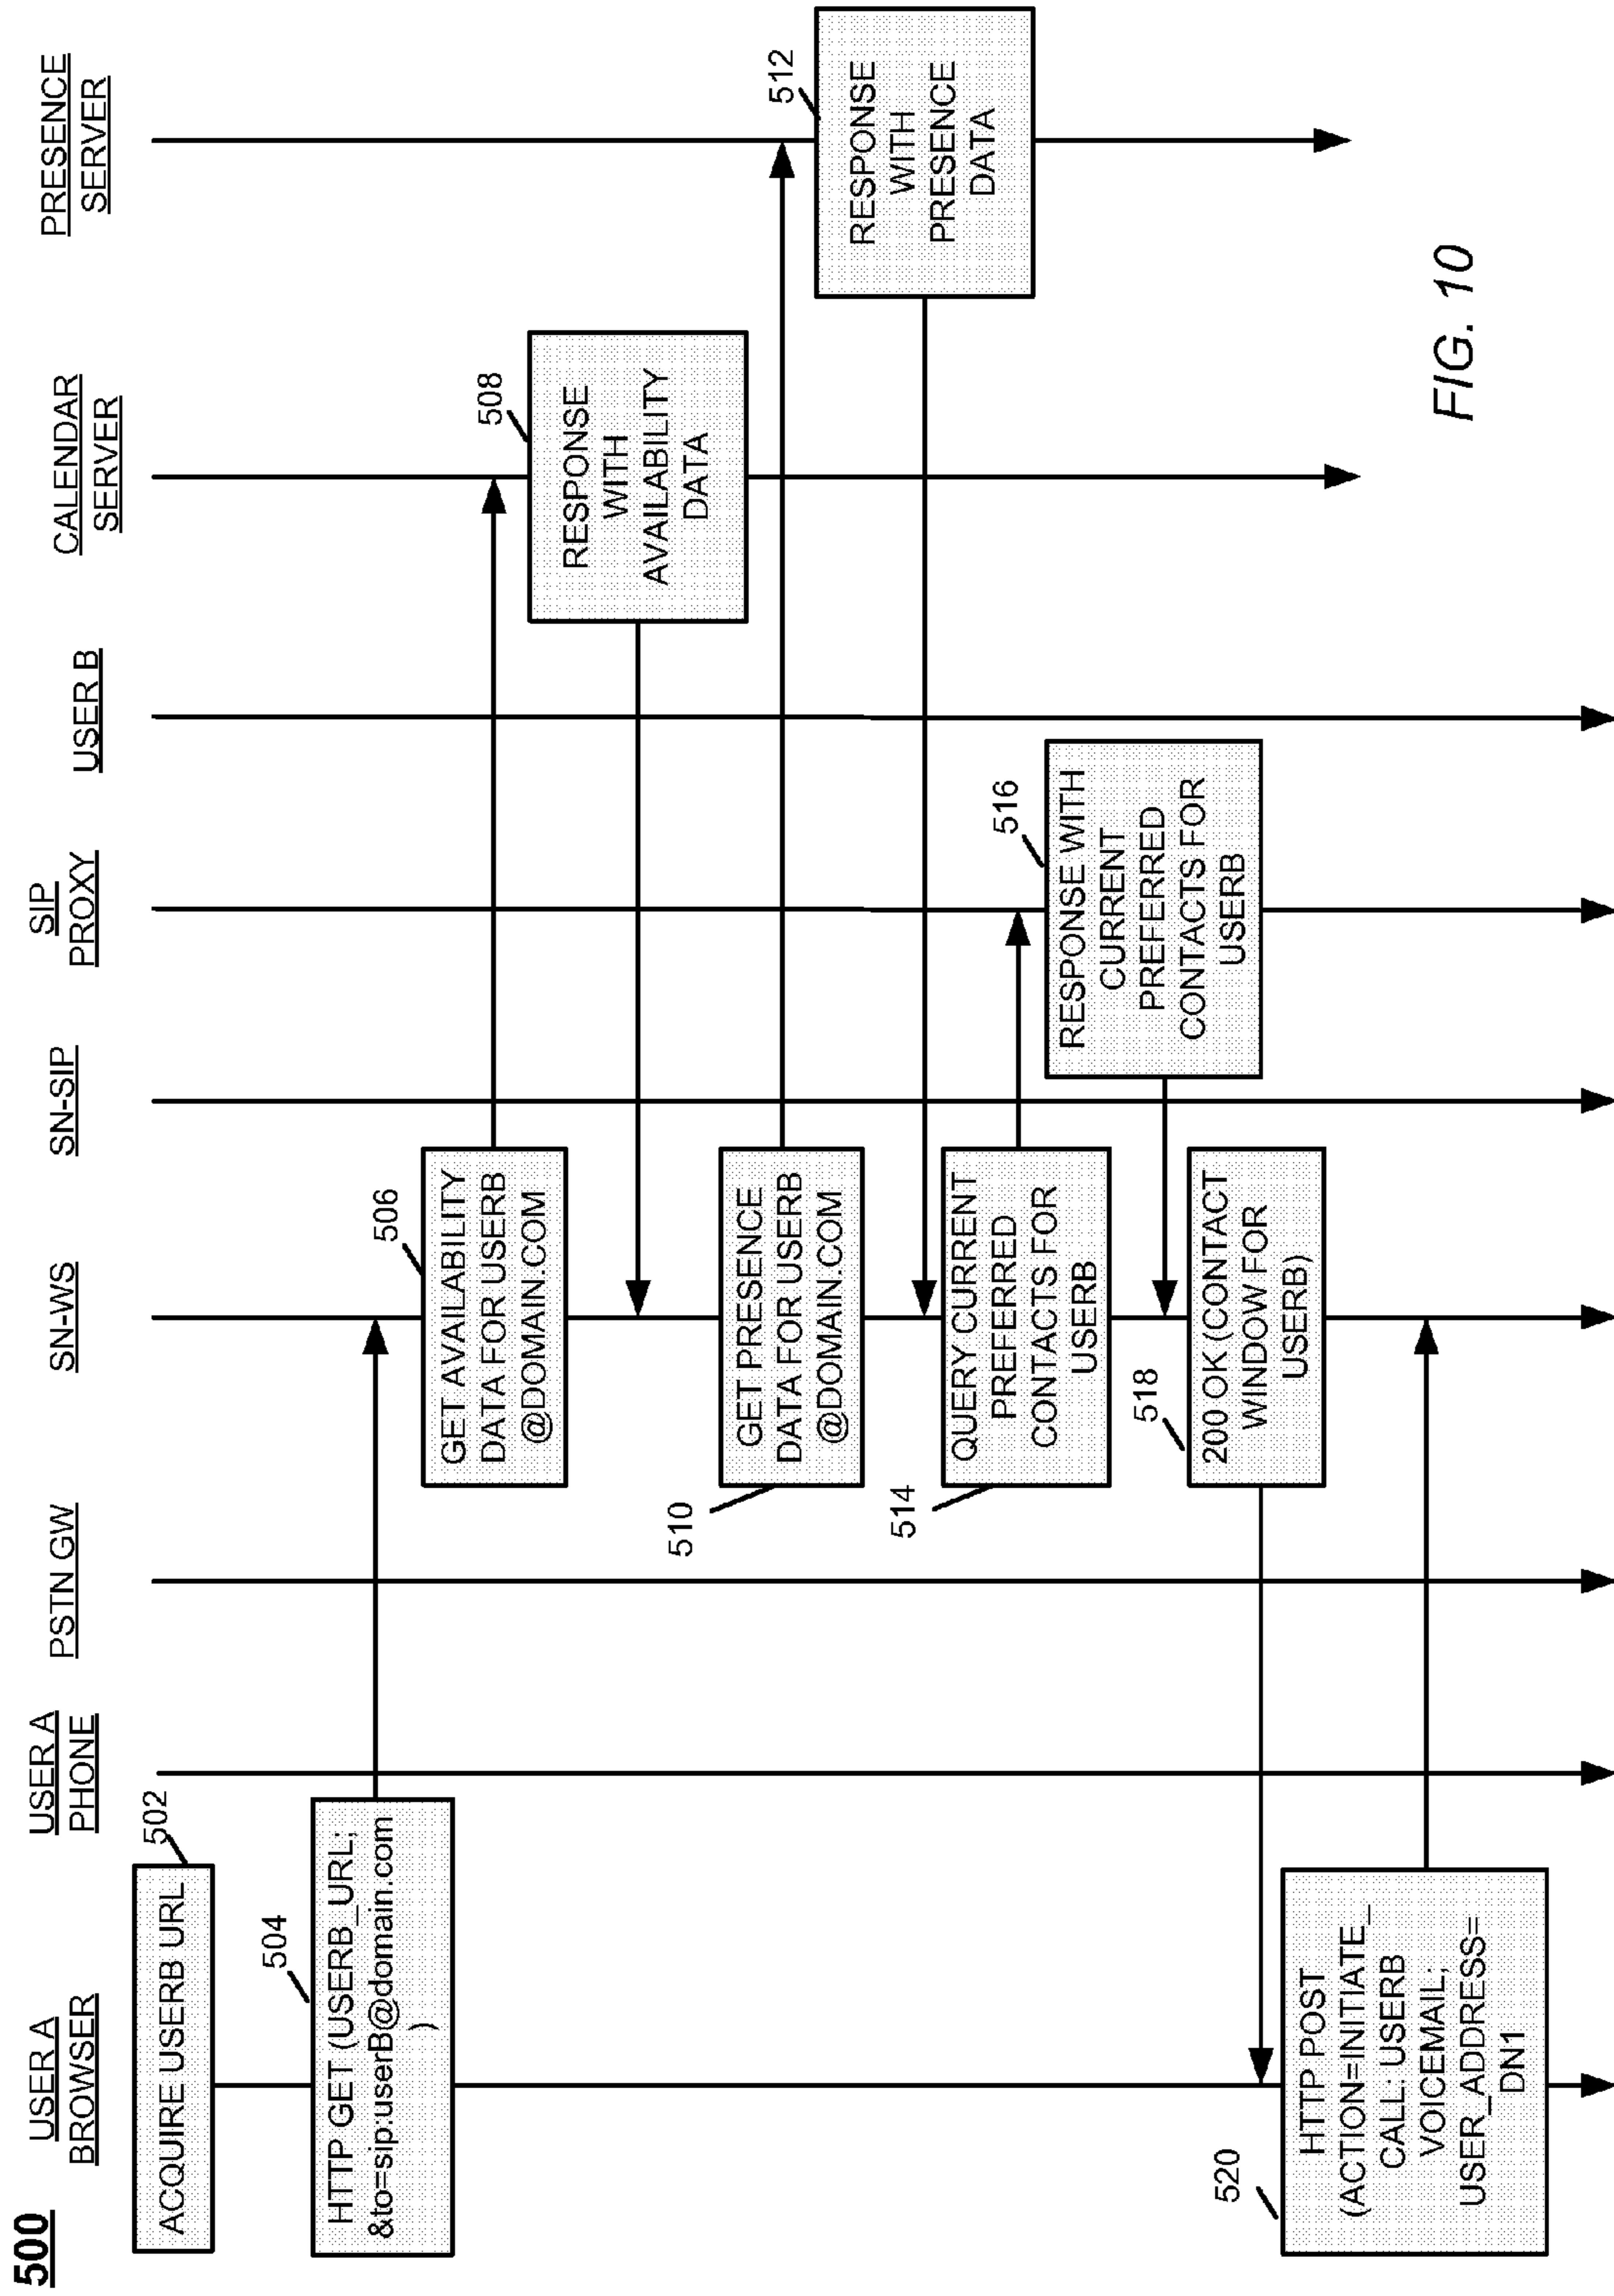 500
USER A
BROWSER
USER A
PHONE
PSTN GW
SN-WS
SN-SIP
SIP
PROXY
USER B
CALENDAR
SERVER
PRESENCE
SERVER
502
ACQUIRE USERB URL
504
HTTP GET (USERB_URL;
&to=sip:userB@domain.com
)
506
GET AVAILABILITY
DATA FOR USERB
@DOMAIN.COM
508
RESPONSE
WITH
AVAILABILITY
DATA
510
GET PRESENCE
DATA FOR USERB
@DOMAIN.COM
512
RESPONSE
WITH
PRESENCE
DATA
514
QUERY CURRENT
PREFERRED
CONTACTS FOR
USERB
516
RESPONSE WITH
CURRENT
PREFERRED
CONTACTS FOR
USERB
518
200 OK (CONTACT
WINDOW FOR
USERB)
520
HTTP POST
(ACTION=INITIATE_
CALL: USERB
VOICEMAIL;
USER_ADDRESS=
DN1
FIG. 10